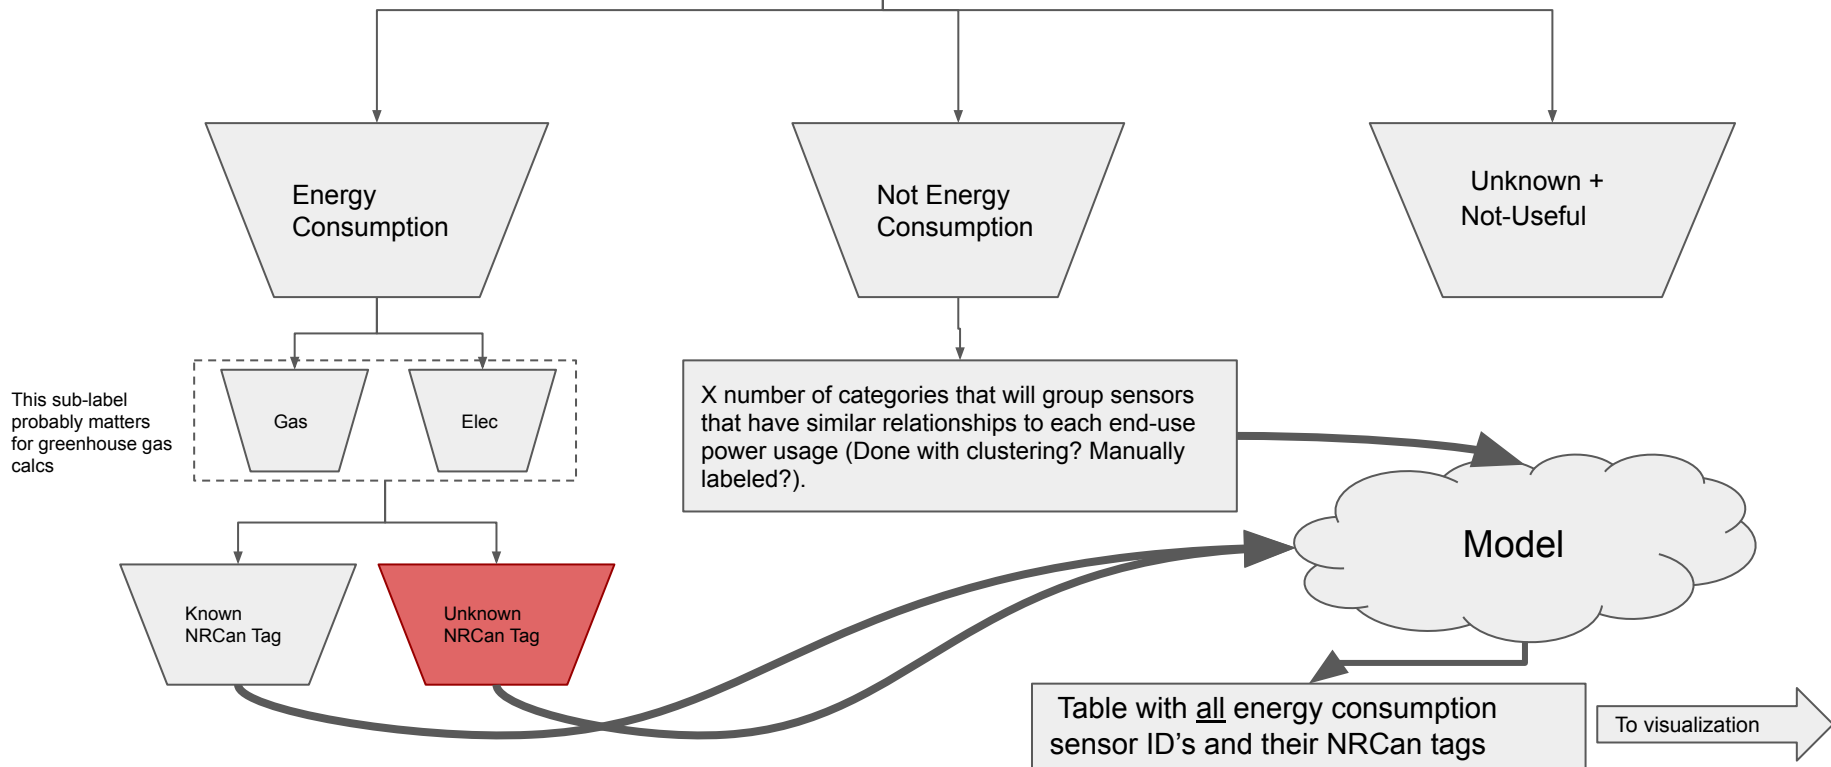 Energy
Consumption
Not Energy
Consumption
Unknown +
Not-Useful
This sub-label
probably matters
for greenhouse gas
calcs
Gas
Elec
X number of categories that will group sensors
that have similar relationships to each end-use
power usage (Done with clustering? Manually
labeled?).
Model
Known
NRCan Tag
Unknown
NRCan Tag
Table with all energy consumption
sensor ID's and their NRCan tags
To visualization